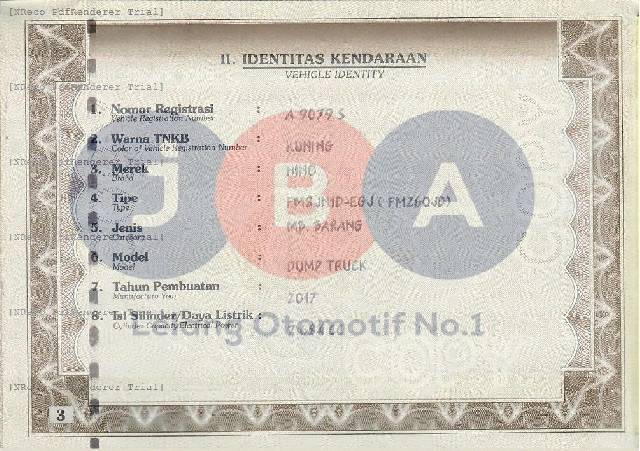 [NReco PdfRenderer Trial]
II. IDENTITAS KENDARAAN
VEHICLE IDENTITY
1. Nomor Registrasi : A 9079 S
Vehicle Registration Number
2. Warna TNKB : KUNING
Color of Vehicle Registration Number
3. Merek : HINO
Brand
4. Tipe : (FM260JD)
Type
5. Jenis : MB. BARANG
Category
6. Model : DUMP TRUCK
Model
7. Tahun Pembuatan : 2017
Manufacture Year
8. Isi Silinder/Daya Listrik :
Cylinder Capacity/Electrical Power
J B A
Lelang Otomotif No.1
3